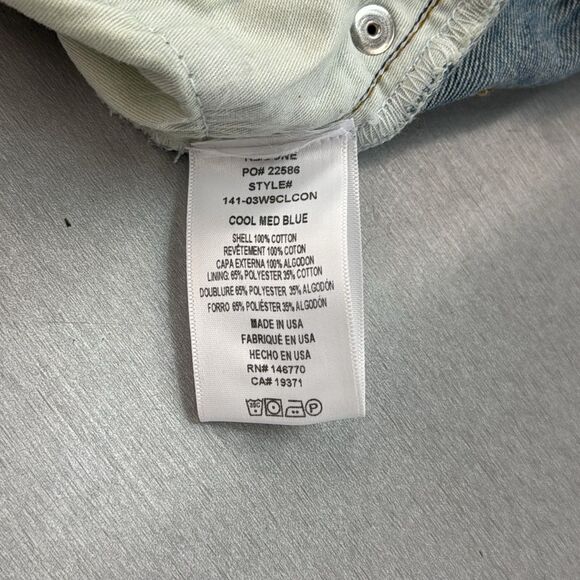 PO# 22586
STYLE#
141-03W9CLCON
COOL MED BLUE
SHELL 100% COTTON
REVÊTEMENT 100% COTON
CAPA EXTERNA 100% ALGODON
LINING: 65% POLYESTER 35% COTTON
DOUBLURE 65% POLYESTER 35% ALGODÓN
FORRO 65% POLIÉSTER 35% ALGODÓN
MADE IN USA
FABRIQUÉ EN USA
HECHO EN USA
RN# 146770
CA# 19371
30C P